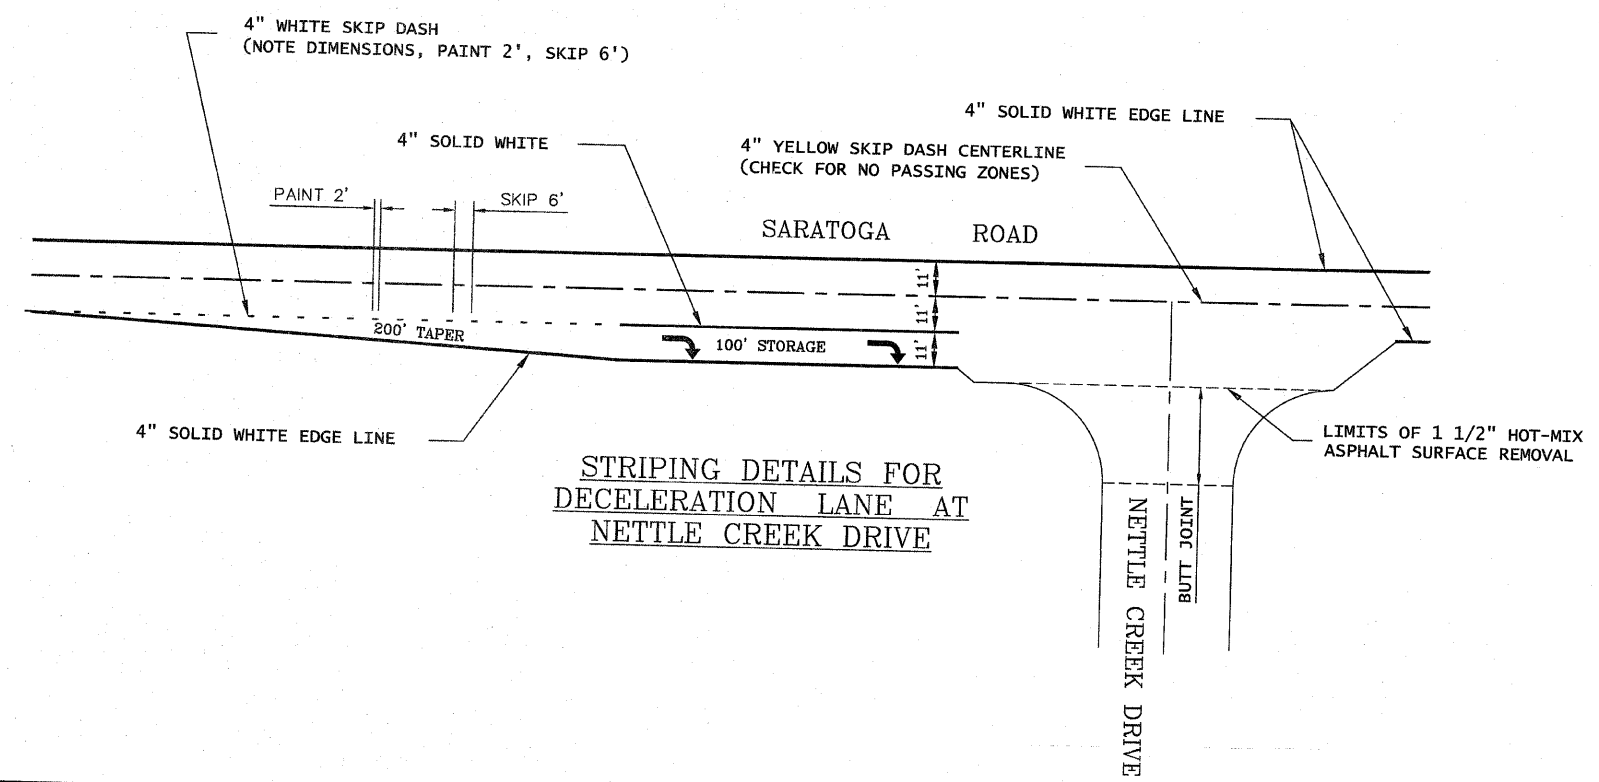 4" WHITE SKIP DASH
(NOTE DIMENSIONS, PAINT 2', SKIP 6')
4" SOLID WHITE EDGE LINE
4" SOLID WHITE
4" YELLOW SKIP DASH CENTERLINE
(CHECK FOR NO PASSING ZONES)
PAINT 2'
SKIP 6'
SARATOGA ROAD
11'
11'
11'
200' TAPER
100' STORAGE
4" SOLID WHITE EDGE LINE
LIMITS OF 1 1/2" HOT-MIX
ASPHALT SURFACE REMOVAL
STRIPING DETAILS FOR
DECELERATION LANE AT
NETTLE CREEK DRIVE
BUTT JOINT
NETTLE CREEK DRIVE